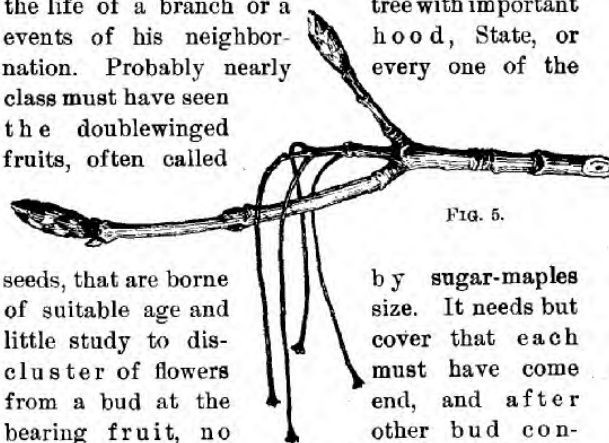 the life of a branch or a tree with important
events of his neighbor- hood, State, or
nation. Probably nearly every one of the
class must have seen
the doublewinged
fruits, often called
FIG. 5.
seeds, that are borne by sugar-maples
of suitable age and size. It needs but
little study to dis- cover that each
cluster of flowers must have come
from a bud at the end, and after
bearing fruit, no other bud con-